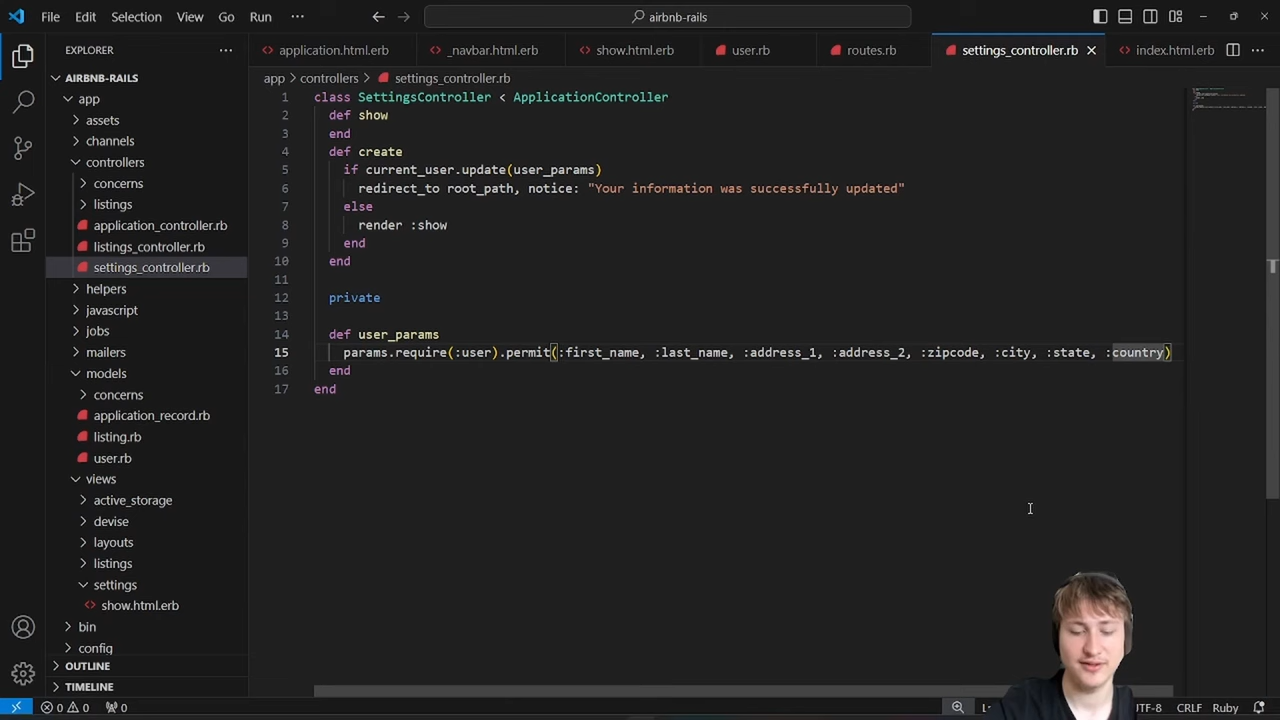 File Edit Selection View Go Run ··· airbnb-rails
EXPLORER
application.html.erb _navbar.html.erb show.html.erb user.rb routes.rb settings_controller.rb index.html.erb
AIRBNB-RAILS
app > controllers > settings_controller.rb
app
assets
channels
controllers
concerns
listings
application_controller.rb
listings_controller.rb
settings_controller.rb
helpers
javascript
jobs
mailers
models
concerns
application_record.rb
listing.rb
user.rb
views
active_storage
devise
layouts
listings
settings
show.html.erb
bin
config
OUTLINE
TIMELINE
1 class SettingsController < ApplicationController
2 def show
3 end
4 def create
5 if current_user.update(user_params)
6 redirect_to root_path, notice: "Your information was successfully updated"
7 else
8 render :show
9 end
10 end
11
12 private
13
14 def user_params
15 params.require(:user).permit(:first_name, :last_name, :address_1, :address_2, :zipcode, :city, :state, :country)
16 end
17 end
0 0 0 UTF-8 CRLF Ruby